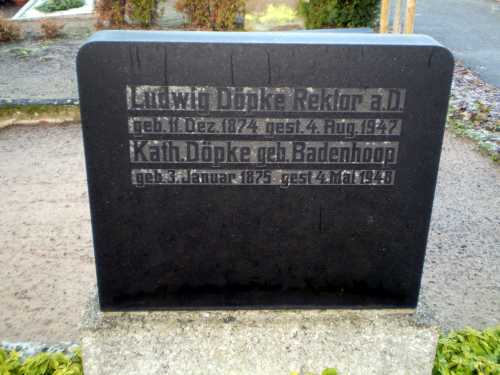 Ludwig Döpke Rektor a.D.
geb. 11. Dez. 1874 gest. 4. Aug. 1947
Käth. Döpke geb. Badenhoop
geb. 3. Januar 1875 gest 4. Mai 1948